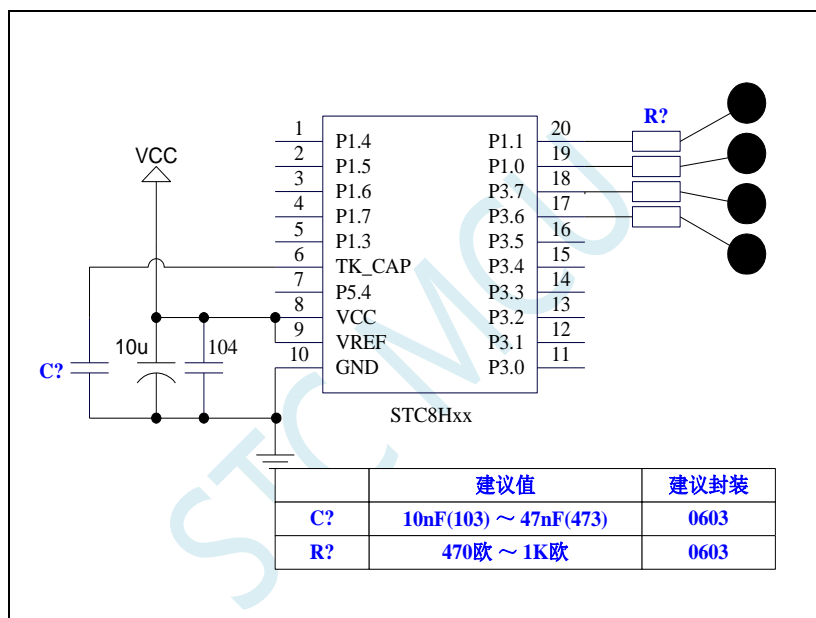 1 P1.4 P1.1 20 R?
2 P1.5 P1.0 19
3 P1.6 P3.7 18
4 P1.7 P3.6 17
5 P1.3 P3.5 16
6 TK_CAP P3.4 15
7 P5.4 P3.3 14
8 VCC P3.2 13
9 VREF P3.1 12
10 GND P3.0 11
VCC
C? 10u 104
STC8Hxx
STC MCU
建议值 建议封装
C? 10nF(103) ～ 47nF(473) 0603
R? 470欧 ～ 1K欧 0603